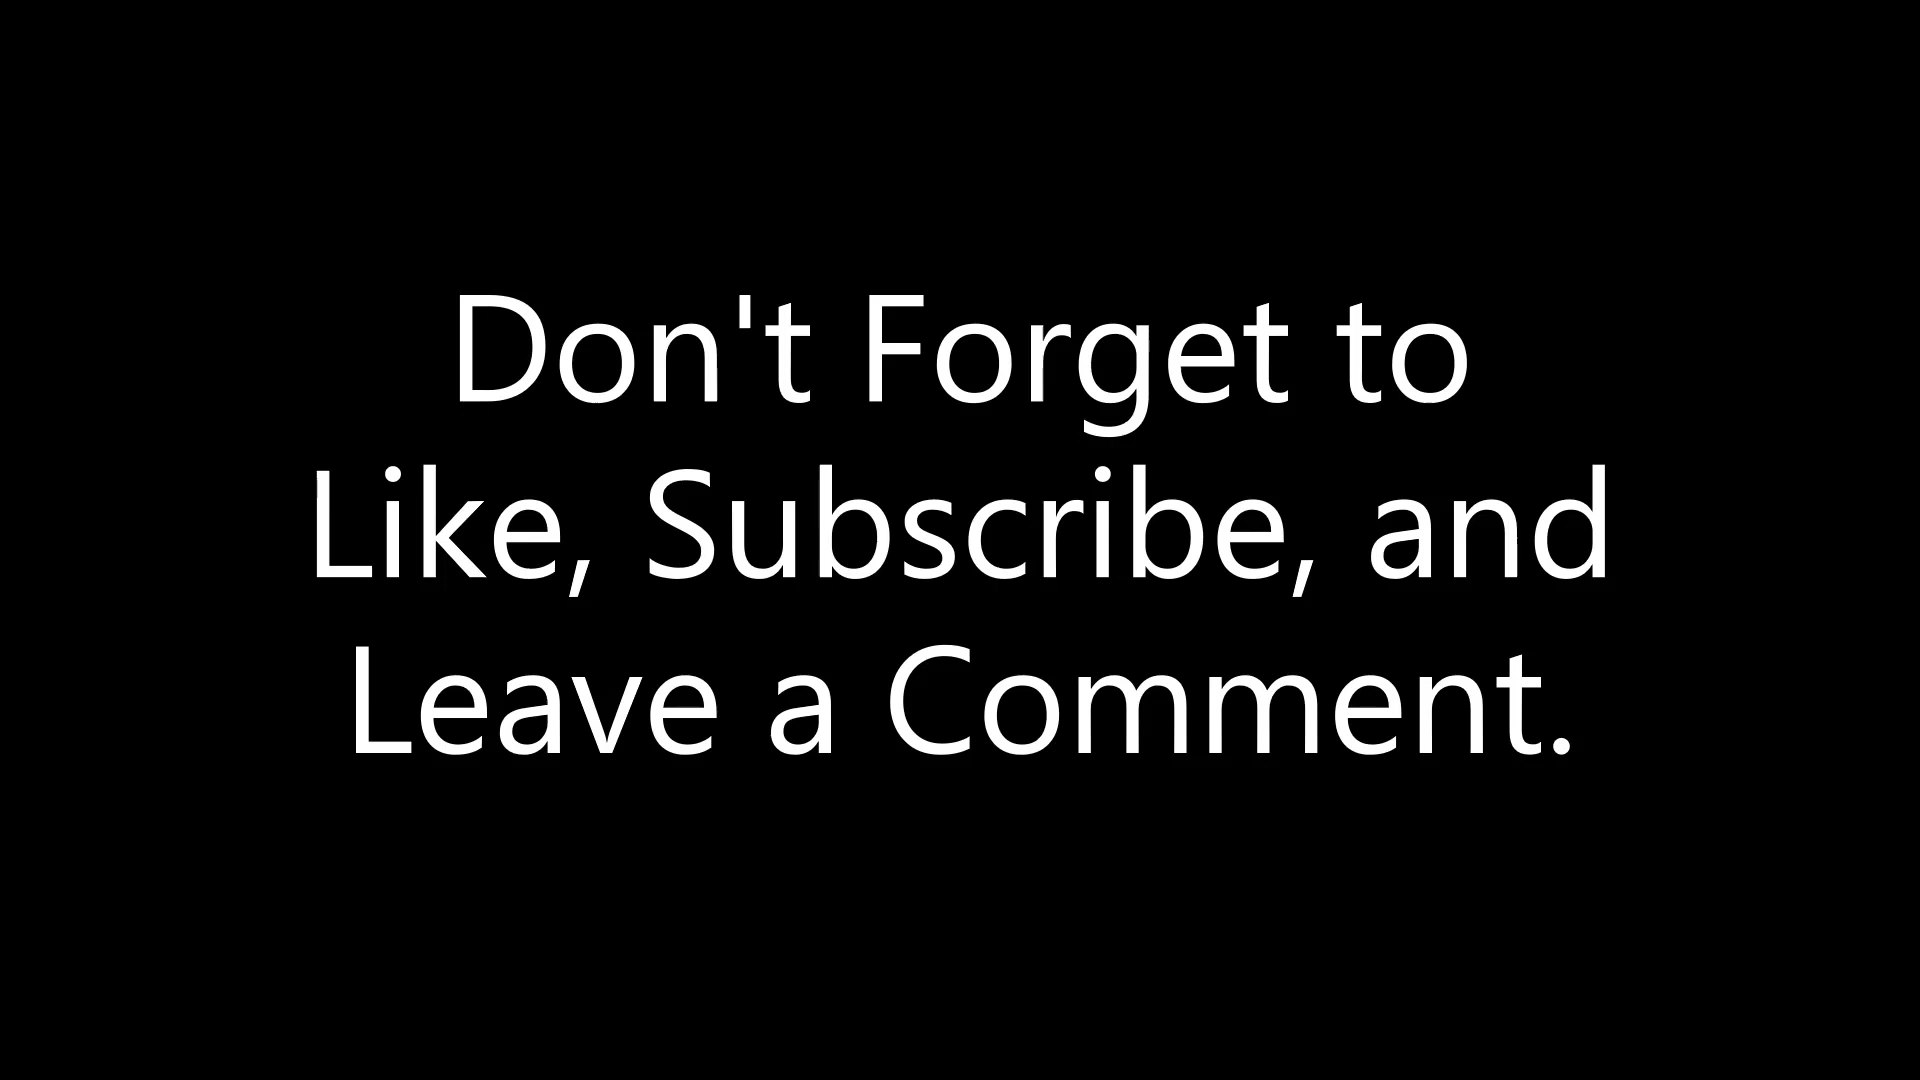 Don't Forget to
Like, Subscribe, and
Leave a Comment.